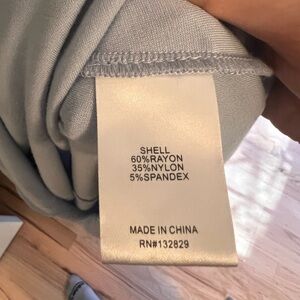 SHELL
60%RAYON
35%NYLON
5%SPANDEX
MADE IN CHINA
RN#132829